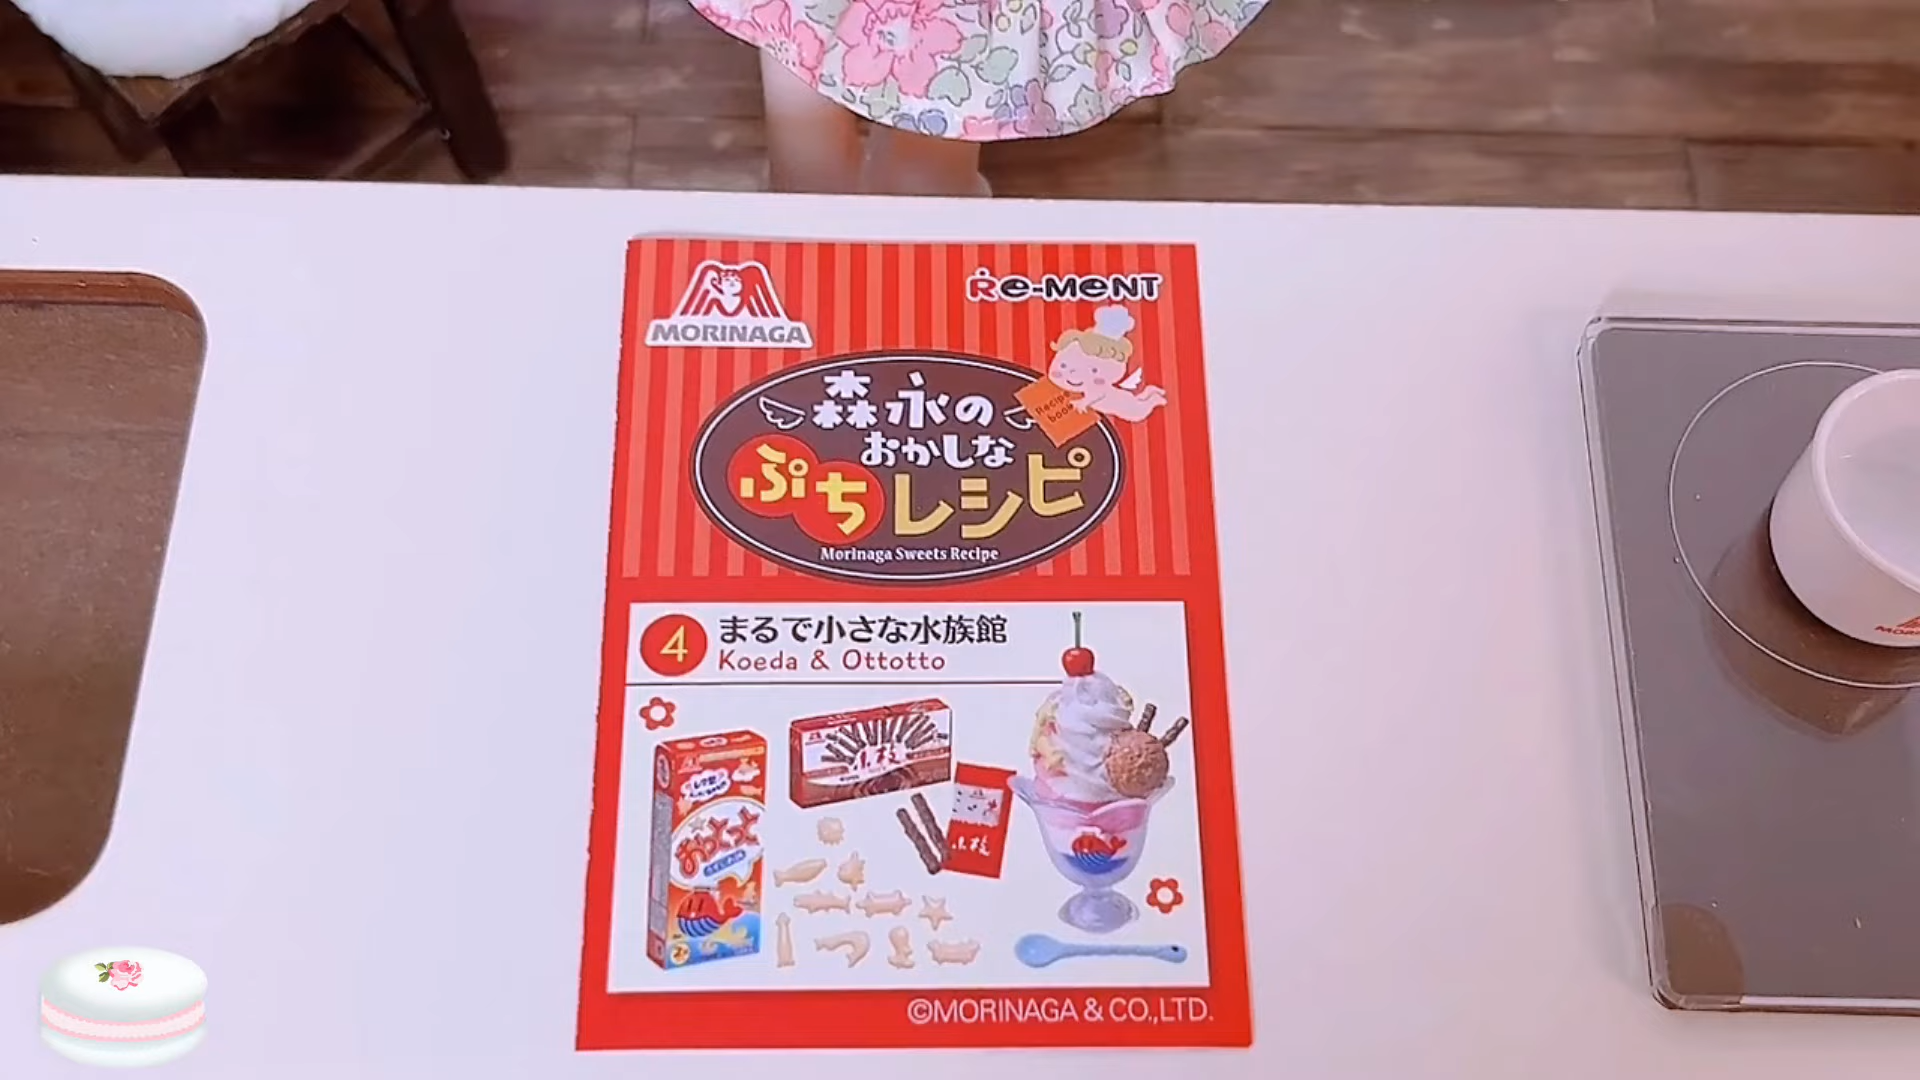 MORINAGA
Re-MeNT
Recipe
book
森永の
おかしな
ぷちレシピ
Morinaga Sweets Recipe
4
まるで小さな水族館
Koeda & Ottotto
小枝
おっとっと
小枝
©MORINAGA & CO.,LTD.